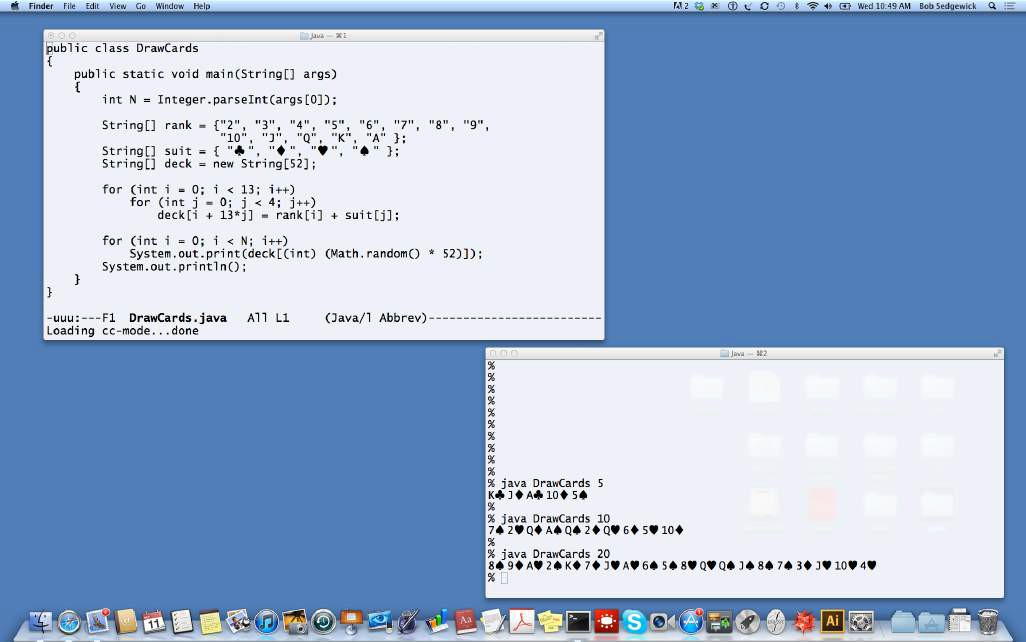 Finder File Edit View Go Window Help 2 Wed 10:49 AM Bob Sedgewick
Java — ⌘1
public class DrawCards
{
public static void main(String[] args)
{
int N = Integer.parseInt(args[0]);
String[] rank = {"2", "3", "4", "5", "6", "7", "8", "9",
"10", "J", "Q", "K", "A" };
String[] suit = { "♣", "♦", "♥", "♠" };
String[] deck = new String[52];
for (int i = 0; i < 13; i++)
for (int j = 0; j < 4; j++)
deck[i + 13*j] = rank[i] + suit[j];
for (int i = 0; i < N; i++)
System.out.print(deck[(int) (Math.random() * 52)]);
System.out.println();
}
}
-uuu:---F1 DrawCards.java All L1 (Java/l Abbrev)-------------------------
Loading cc-mode...done
Java — ⌘2
%
%
%
%
%
%
%
%
%
%
% java DrawCards 5
K♣J♦A♣10♦5♠
%
% java DrawCards 10
7♠2♥Q♦A♠Q♠2♦Q♥6♦5♥10♦
%
% java DrawCards 20
8♠9♦A♥2♠K♦7♦J♥A♥6♠5♠8♥Q♥Q♠J♠8♠7♠3♦J♥10♥4♥
%
11
Aa
Ai